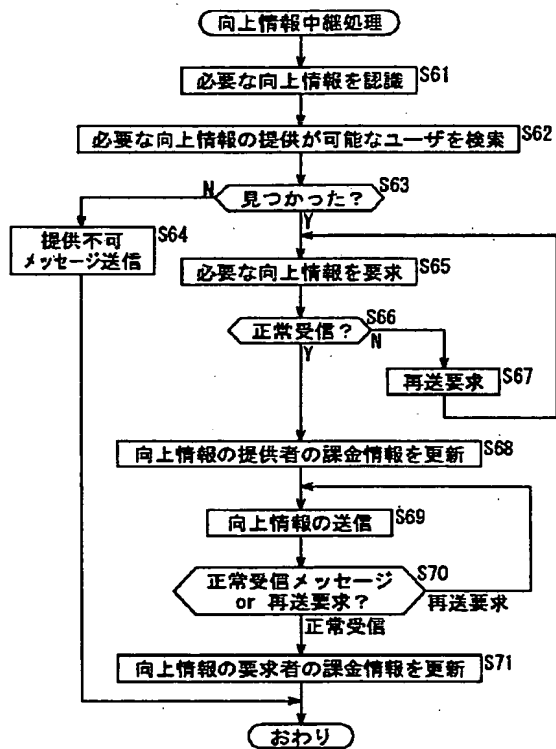 向上情報中継処理
必要な向上情報を認識
S61
必要な向上情報の提供が可能なユーザを検索
S62
見つかった？
S63
N
Y
提供不可
メッセージ送信
S64
必要な向上情報を要求
S65
正常受信？
S66
N
Y
再送要求
S67
向上情報の提供者の課金情報を更新
S68
向上情報の送信
S69
正常受信メッセージ
or 再送要求？
S70
再送要求
正常受信
向上情報の要求者の課金情報を更新
S71
おわり